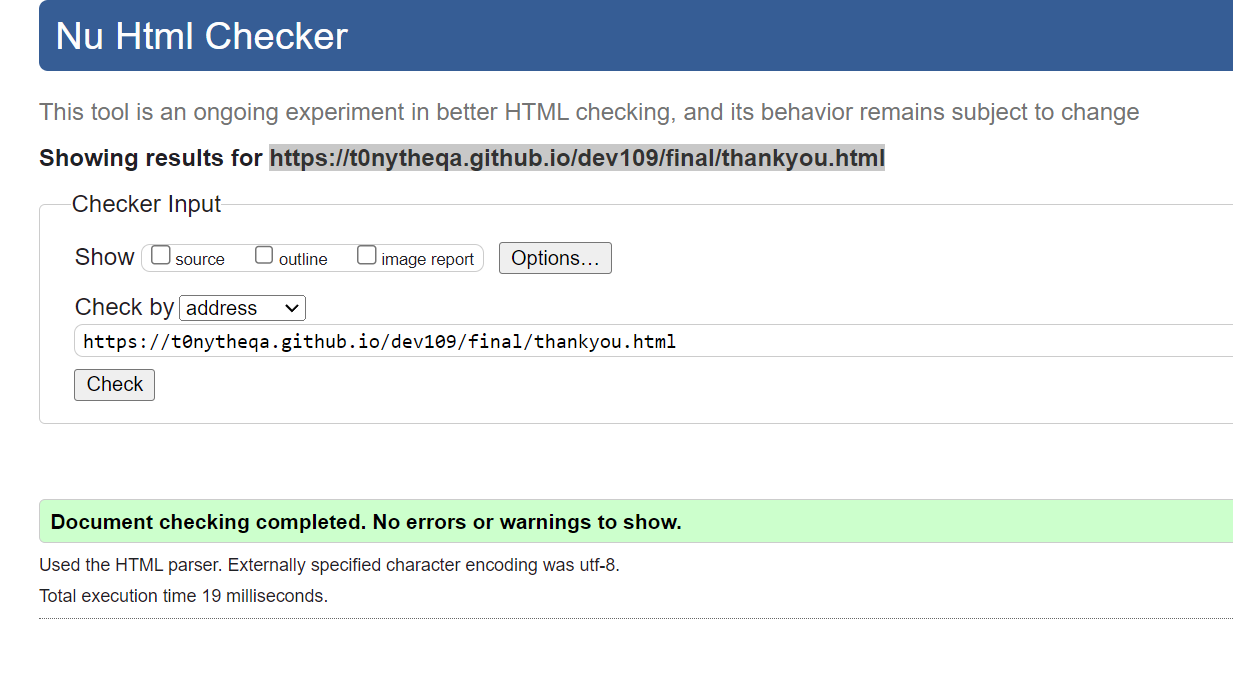 Nu Html Checker
This tool is an ongoing experiment in better HTML checking, and its behavior remains subject to change
Showing results for https://t0nytheqa.github.io/dev109/final/thankyou.html
Checker Input
Show source outline image report Options...
Check by address
https://t0nytheqa.github.io/dev109/final/thankyou.html
Check
Document checking completed. No errors or warnings to show.
Used the HTML parser. Externally specified character encoding was utf-8.
Total execution time 19 milliseconds.